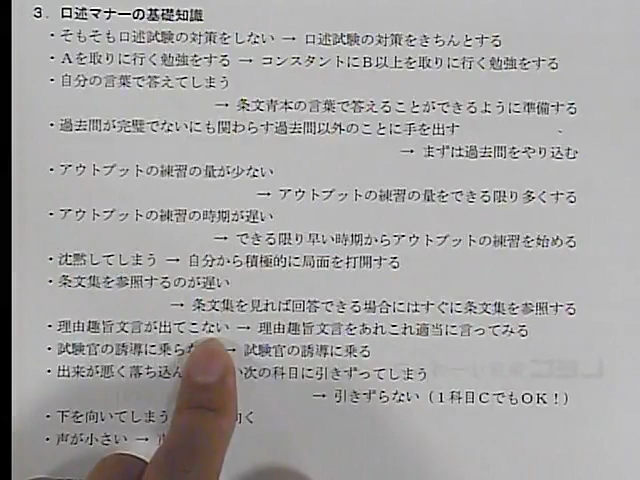 ３．口述マナーの基礎知識
・そもそも口述試験の対策をしない → 口述試験の対策をきちんとする
・Ａを取りに行く勉強をする → コンスタントにＢ以上を取りに行く勉強をする
・自分の言葉で答えてしまう
→ 条文青本の言葉で答えることができるように準備する
・過去問が完璧でないにも関わらす過去問以外のことに手を出す
→ まずは過去問をやり込む
・アウトプットの練習の量が少ない
→ アウトプットの練習の量をできる限り多くする
・アウトプットの練習の時期が遅い
→ できる限り早い時期からアウトプットの練習を始める
・沈黙してしまう → 自分から積極的に局面を打開する
・条文集を参照するのが遅い
→ 条文集を見れば回答できる場合にはすぐに条文集を参照する
・理由趣旨文言が出てこない → 理由趣旨文言をあれこれ適当に言ってみる
・試験官の誘導に乗ら → 試験官の誘導に乗る
・出来が悪く落ち込 次の科目に引きずってしまう
→ 引きずらない（１科目ＣでもＯＫ！）
・下を向いてしまう 向く
・声が小さい →